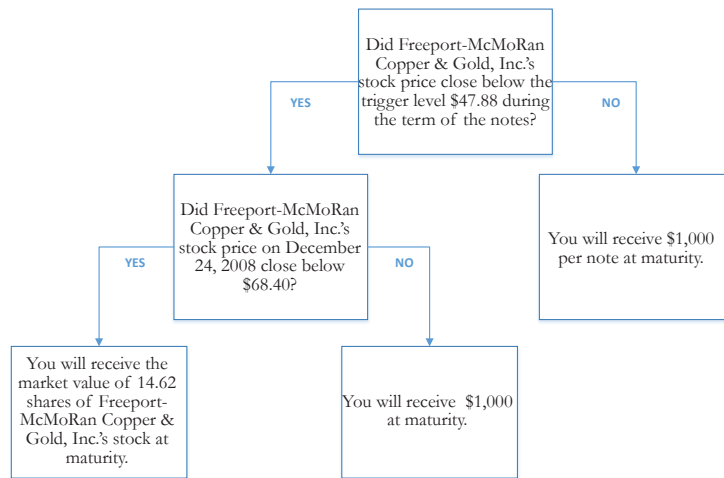 Did Freeport-McMoRan
Copper & Gold, Inc.'s
stock price close below the
trigger level $47.88 during
the term of the notes?
YES
NO
Did Freeport-McMoRan
Copper & Gold, Inc.'s
stock price on December
24, 2008 close below
$68.40?
You will receive $1,000
per note at maturity.
YES
NO
You will receive the
market value of 14.62
shares of Freeport-
McMoRan Copper &
Gold, Inc.'s stock at
maturity.
You will receive $1,000
at maturity.